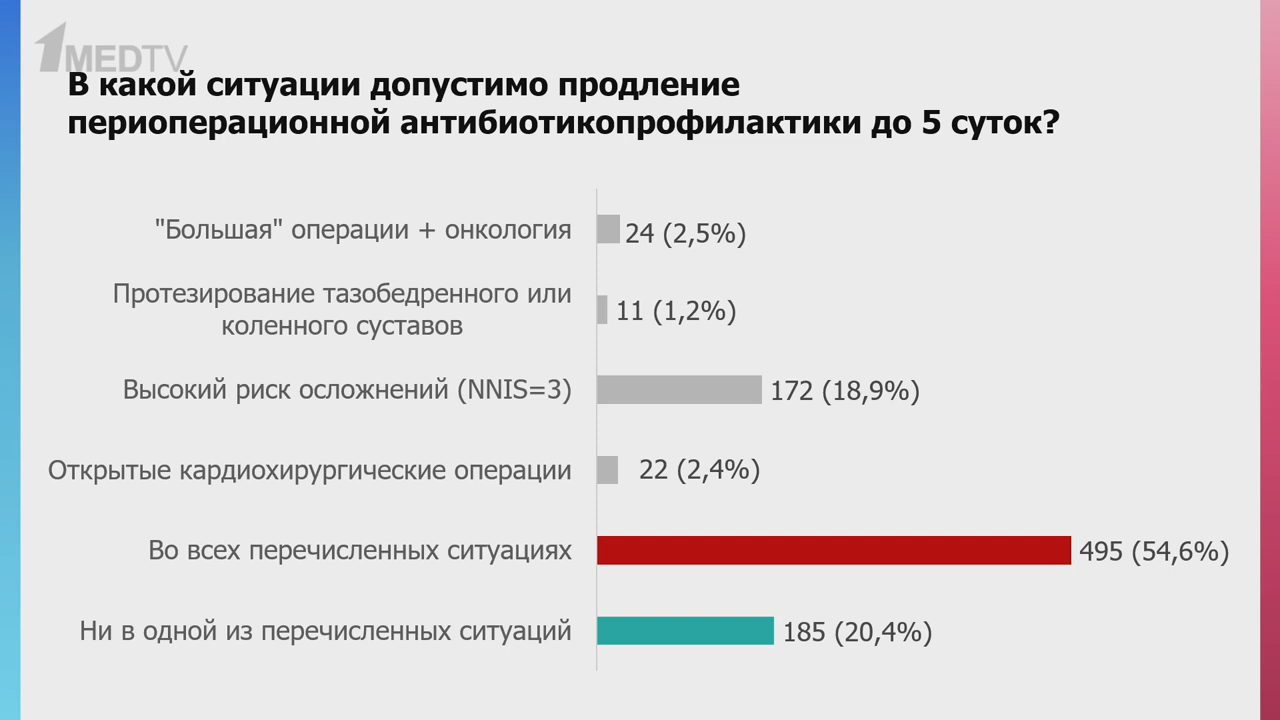 1MEDTV
В какой ситуации допустимо продление
периоперационной антибиотикопрофилактики до 5 суток?
"Большая" операции + онкология
24 (2,5%)
Протезирование тазобедренного или
коленного суставов
11 (1,2%)
Высокий риск осложнений (NNIS=3)
172 (18,9%)
Открытые кардиохирургические операции
22 (2,4%)
Во всех перечисленных ситуациях
495 (54,6%)
Ни в одной из перечисленных ситуаций
185 (20,4%)